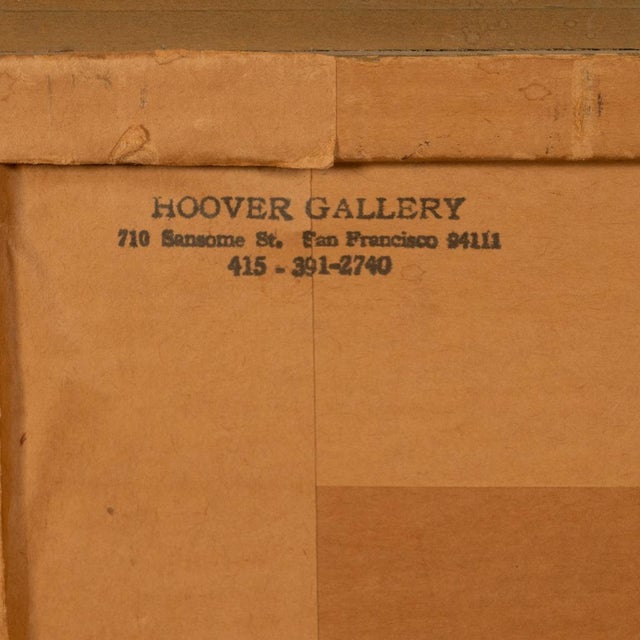 HOOVER GALLERY
710 Sansome St. San Francisco 94111
415 - 391-2740